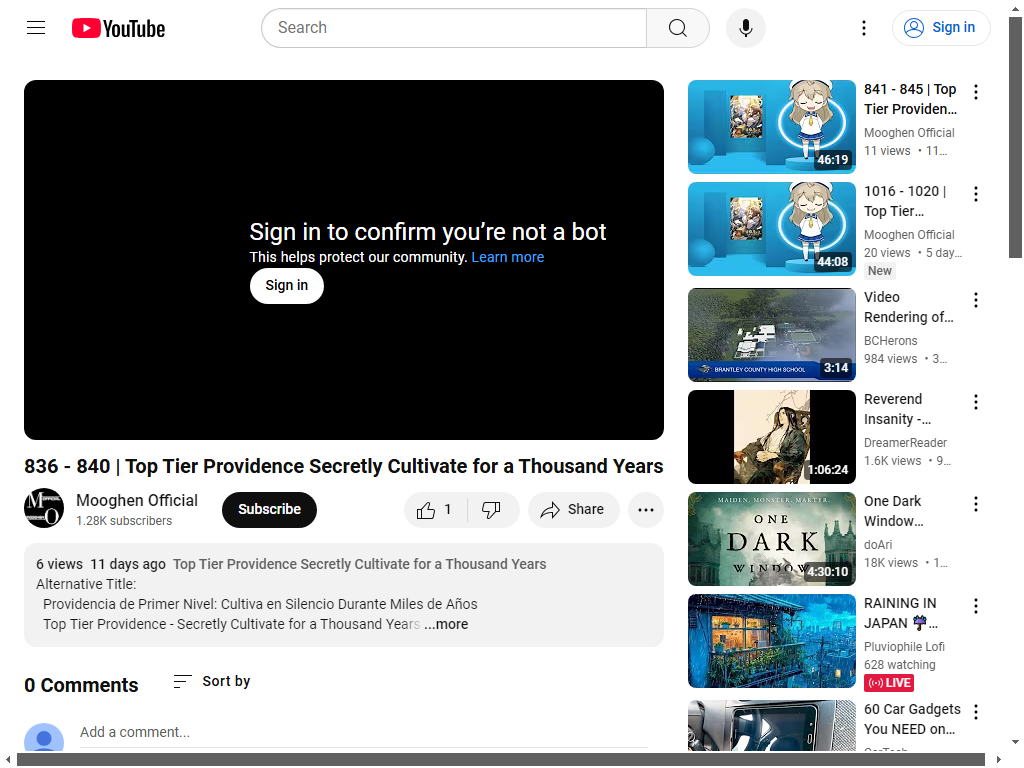 YouTube
Search
Sign in
Sign in to confirm you’re not a bot
This helps protect our community. Learn more
Sign in
836 - 840 | Top Tier Providence Secretly Cultivate for a Thousand Years
Mooghen Official
1.28K subscribers
Subscribe
1
Share
6 views 11 days ago Top Tier Providence Secretly Cultivate for a Thousand Years
Alternative Title:
Providencia de Primer Nivel: Cultiva en Silencio Durante Miles de Años
Top Tier Providence - Secretly Cultivate for a Thousand Years ...more
0 Comments
Sort by
Add a comment...
46:19
841 - 845 | Top
Tier Providen...
Mooghen Official
11 views • 11...
44:08
1016 - 1020 |
Top Tier...
Mooghen Official
20 views • 5 day...
New
BRANTLEY COUNTY HIGH SCHOOL
3:14
Video
Rendering of...
BCHerons
984 views • 3...
1:06:24
Reverend
Insanity -...
DreamerReader
1.6K views • 9...
MAIDEN. MONSTER. MARTYR.
ONE
DARK
WINDOW
4:30:10
One Dark
Window...
doAri
18K views • 1...
RAINING IN
JAPAN ☔...
Pluviophile Lofi
628 watching
LIVE
60 Car Gadgets
You NEED on...